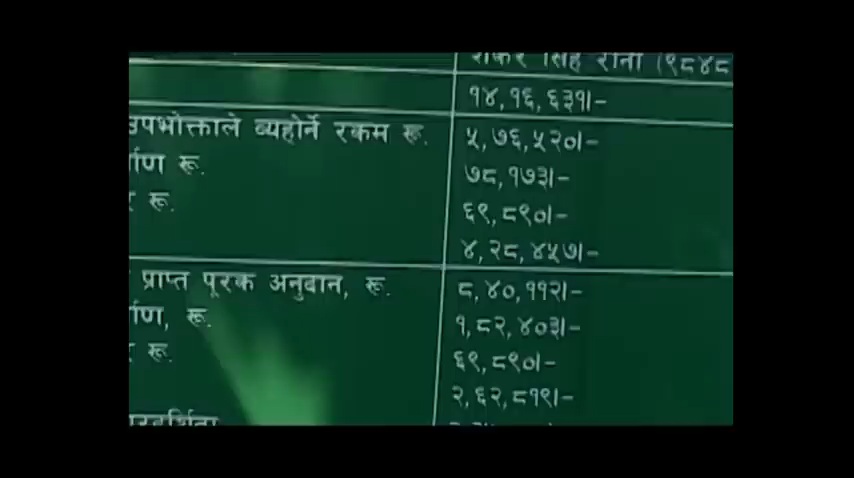 सिंह (९८४८
१४,१६,६३१।-
उपभोक्ताले व्यहोर्ने रकम रू. ५,७६,५२०।-
र्माण रू. ७८,१७३।-
रू. ६९,८९०।-
४,२८,४५७।-
प्राप्त पूरक अनुदान, रू. ८,४०,११२।-
र्माण, रू. १,८२,४०३।-
रू. ६९,८९०।-
२,६२,८१९।-